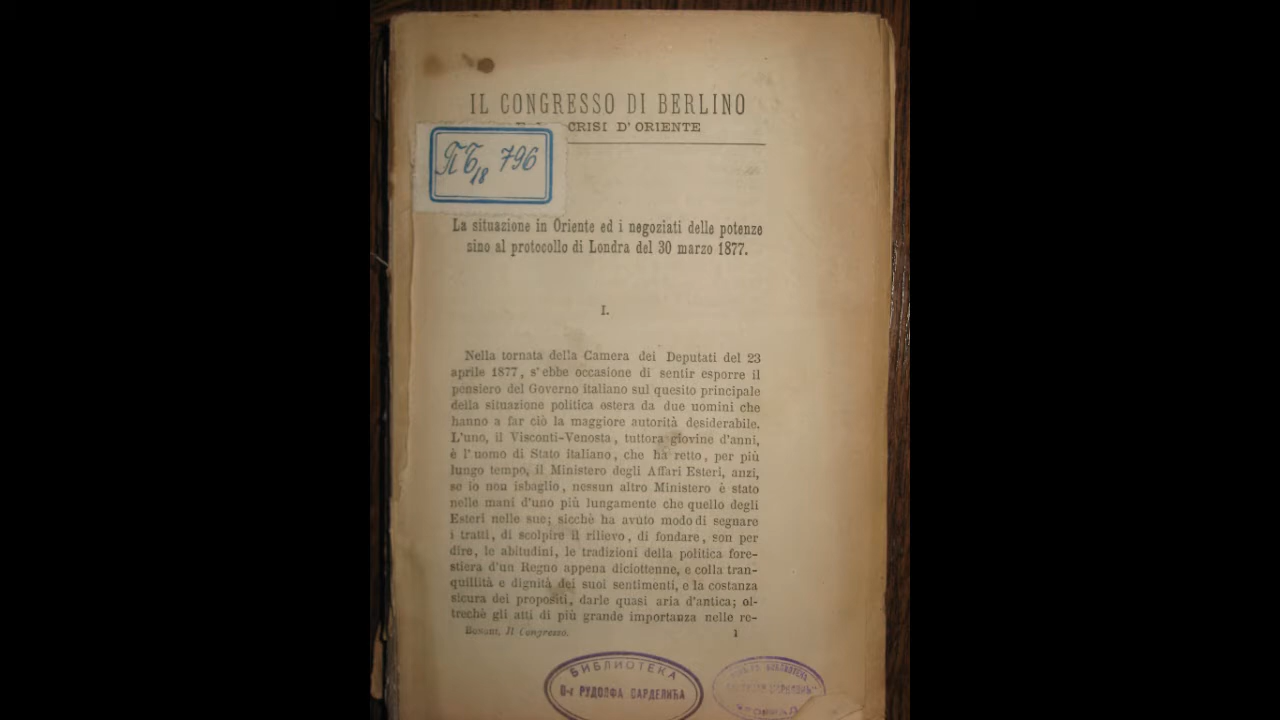 IL CONGRESSO DI BERLINO
CRISI D'ORIENTE
ПБ/18 796
La situazione in Oriente ed i negoziati delle potenze
sino al protocollo di Londra del 30 marzo 1877.
I.
Nella tornata della Camera dei Deputati del 23
aprile 1877, s'ebbe occasione di sentir esporre il
pensiero del Governo italiano sul quesito principale
della situazione politica estera da due uomini che
hanno a far ciò la maggiore autorità desiderabile.
L'uno, il Visconti-Venosta, tuttora giovine d'anni,
è l'uomo di Stato italiano, che ha retto, per più
lungo tempo, il Ministero degli Affari Esteri, anzi,
se io non isbaglio, nessun altro Ministero è stato
nelle mani d'uno più lungamente che quello degli
Esteri nelle sue; sicchè ha avuto modo di segnare
i tratti, di scolpire il rilievo, di fondare, son per
dire, le abitudini, le tradizioni della politica fore-
stiera d'un Regno appena diciottenne, e colla tran-
quillità e dignità dei suoi sentimenti, e la costanza
sicura dei propositi, darle quasi aria d'antica; ol-
trechè gli atti di più grande importanza nelle re-
Il Congresso. 1
БИБЛИОТЕКА
Д-г РУДОЛФА САРДЕЛИЋА